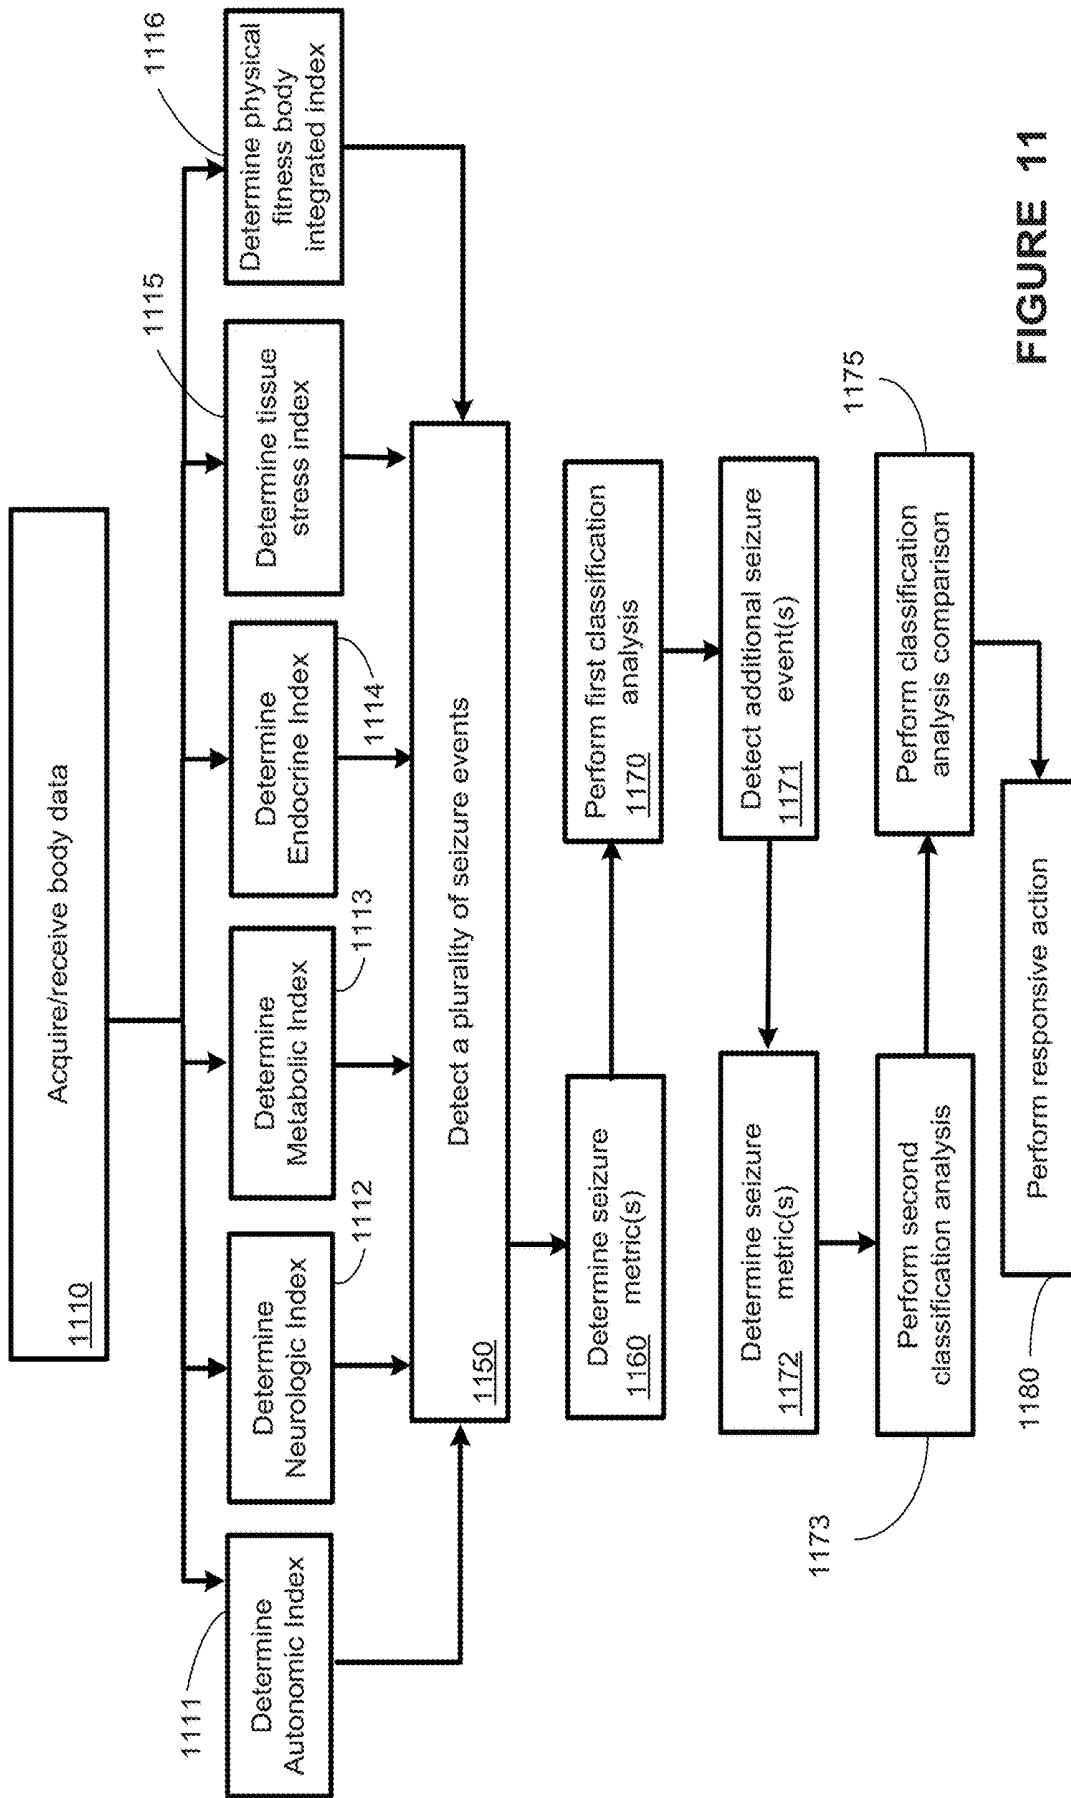 Acquire/receive body data
1110
1111
Determine
Autonomic Index
Determine
Neurologic Index
1112
Determine
Metabolic Index
1113
Determine
Endocrine Index
1114
Determine tissue
stress index
1115
Determine physical
fitness body
integrated index
1116
Detect a plurality of seizure events
1150
Determine seizure
1160 metric(s)
Perform first classification
1170 analysis
Detect additional seizure
1171 event(s)
Determine seizure
1172 metric(s)
Perform second
classification analysis
1173
Perform classification
analysis comparison
1175
Perform responsive action
1180
FIGURE 11